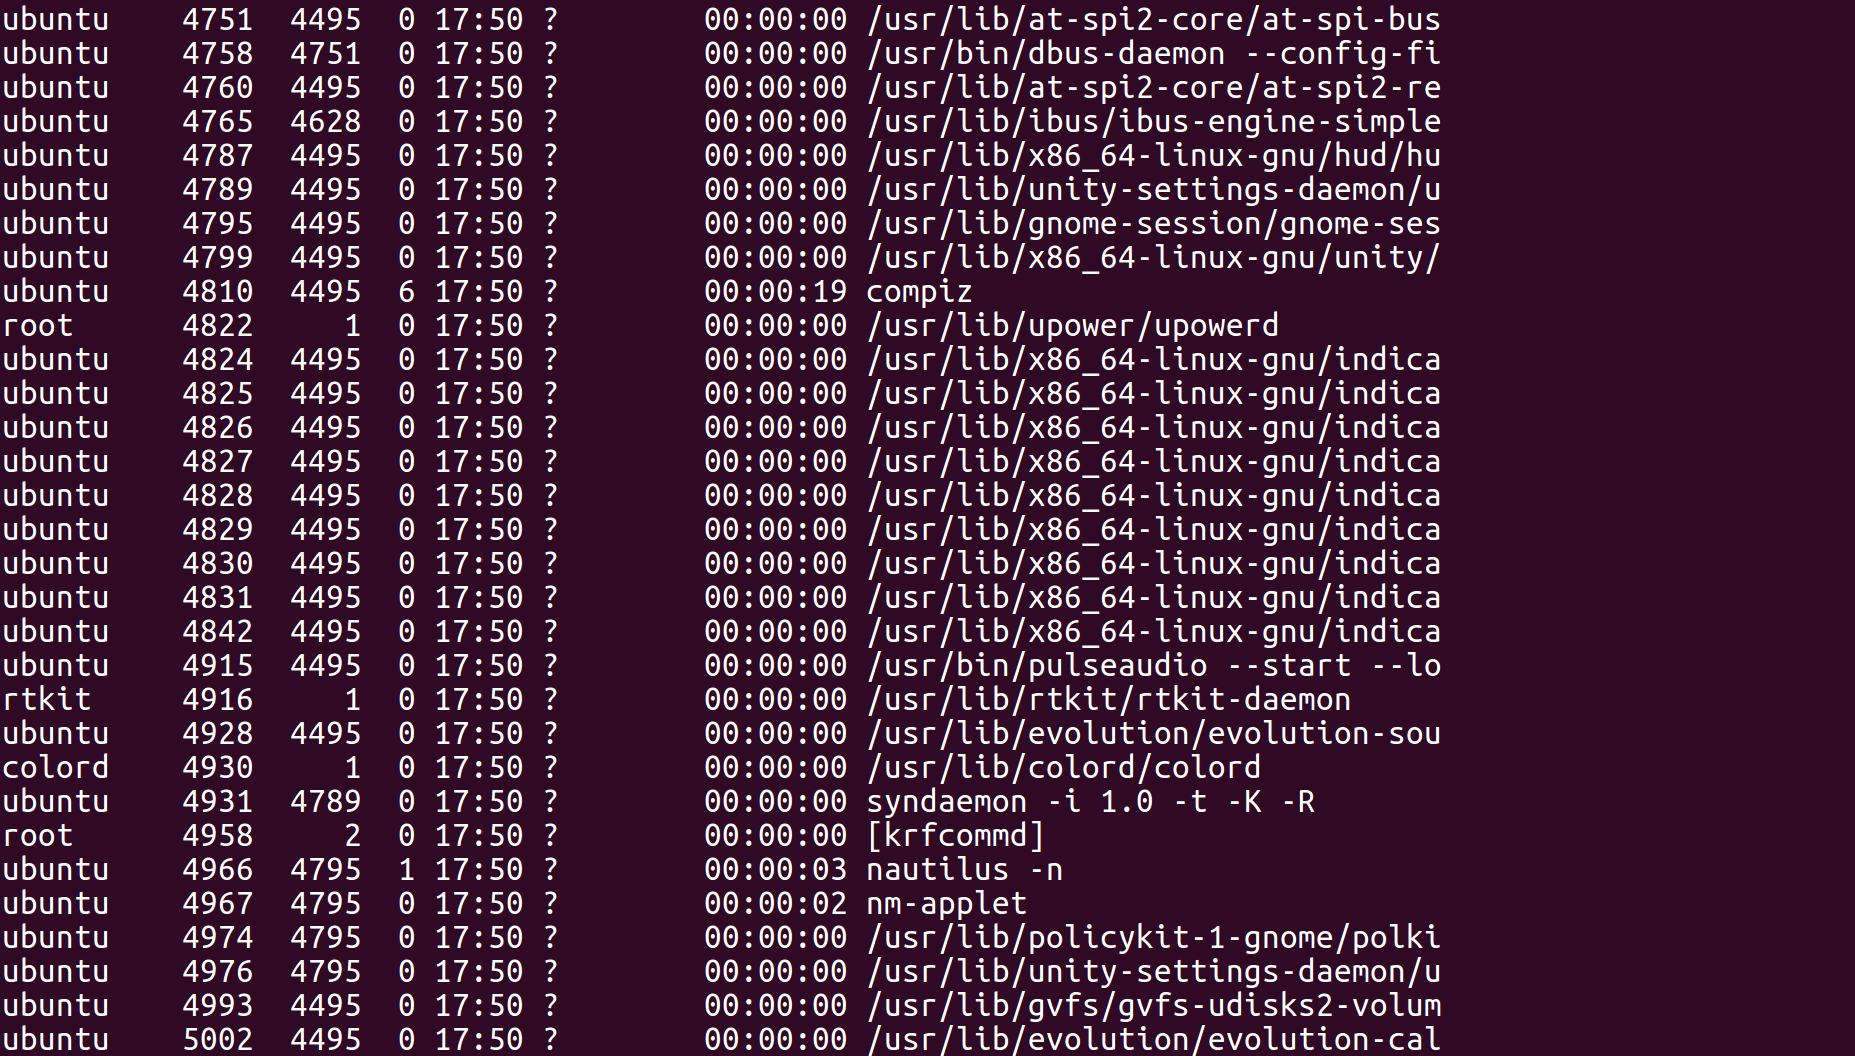 ubuntu    4751  4495  0 17:50 ?        00:00:00 /usr/lib/at-spi2-core/at-spi-bus
ubuntu    4758  4751  0 17:50 ?        00:00:00 /usr/bin/dbus-daemon --config-fi
ubuntu    4760  4495  0 17:50 ?        00:00:00 /usr/lib/at-spi2-core/at-spi2-re
ubuntu    4765  4628  0 17:50 ?        00:00:00 /usr/lib/ibus/ibus-engine-simple
ubuntu    4787  4495  0 17:50 ?        00:00:00 /usr/lib/x86_64-linux-gnu/hud/hu
ubuntu    4789  4495  0 17:50 ?        00:00:00 /usr/lib/unity-settings-daemon/u
ubuntu    4795  4495  0 17:50 ?        00:00:00 /usr/lib/gnome-session/gnome-ses
ubuntu    4799  4495  0 17:50 ?        00:00:00 /usr/lib/x86_64-linux-gnu/unity/
ubuntu    4810  4495  6 17:50 ?        00:00:19 compiz
root      4822     1  0 17:50 ?        00:00:00 /usr/lib/upower/upowerd
ubuntu    4824  4495  0 17:50 ?        00:00:00 /usr/lib/x86_64-linux-gnu/indica
ubuntu    4825  4495  0 17:50 ?        00:00:00 /usr/lib/x86_64-linux-gnu/indica
ubuntu    4826  4495  0 17:50 ?        00:00:00 /usr/lib/x86_64-linux-gnu/indica
ubuntu    4827  4495  0 17:50 ?        00:00:00 /usr/lib/x86_64-linux-gnu/indica
ubuntu    4828  4495  0 17:50 ?        00:00:00 /usr/lib/x86_64-linux-gnu/indica
ubuntu    4829  4495  0 17:50 ?        00:00:00 /usr/lib/x86_64-linux-gnu/indica
ubuntu    4830  4495  0 17:50 ?        00:00:00 /usr/lib/x86_64-linux-gnu/indica
ubuntu    4831  4495  0 17:50 ?        00:00:00 /usr/lib/x86_64-linux-gnu/indica
ubuntu    4842  4495  0 17:50 ?        00:00:00 /usr/lib/x86_64-linux-gnu/indica
ubuntu    4915  4495  0 17:50 ?        00:00:00 /usr/bin/pulseaudio --start --lo
rtkit     4916     1  0 17:50 ?        00:00:00 /usr/lib/rtkit/rtkit-daemon
ubuntu    4928  4495  0 17:50 ?        00:00:00 /usr/lib/evolution/evolution-sou
colord    4930     1  0 17:50 ?        00:00:00 /usr/lib/colord/colord
ubuntu    4931  4789  0 17:50 ?        00:00:00 syndaemon -i 1.0 -t -K -R
root      4958     2  0 17:50 ?        00:00:00 [krfcommd]
ubuntu    4966  4795  1 17:50 ?        00:00:03 nautilus -n
ubuntu    4967  4795  0 17:50 ?        00:00:02 nm-applet
ubuntu    4974  4795  0 17:50 ?        00:00:00 /usr/lib/policykit-1-gnome/polki
ubuntu    4976  4795  0 17:50 ?        00:00:00 /usr/lib/unity-settings-daemon/u
ubuntu    4993  4495  0 17:50 ?        00:00:00 /usr/lib/gvfs/gvfs-udisks2-volum
ubuntu    5002  4495  0 17:50 ?        00:00:00 /usr/lib/evolution/evolution-cal